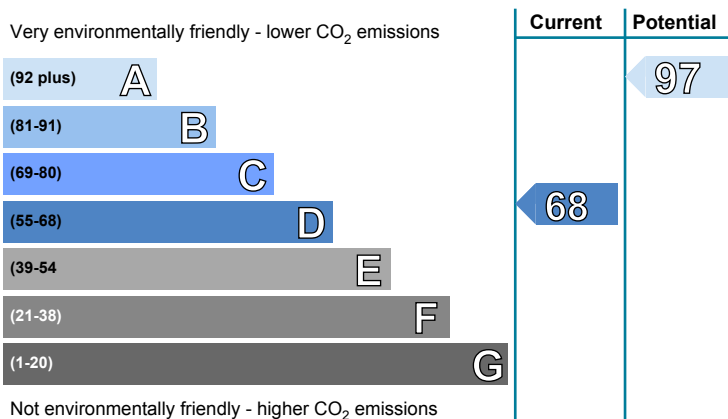 Current Potential
Very environmentally friendly - lower CO2 emissions
(92 plus) A 97
(81-91) B
(69-80) C
(55-68) D 68
(39-54 E
(21-38) F
(1-20) G
Not environmentally friendly - higher CO2 emissions